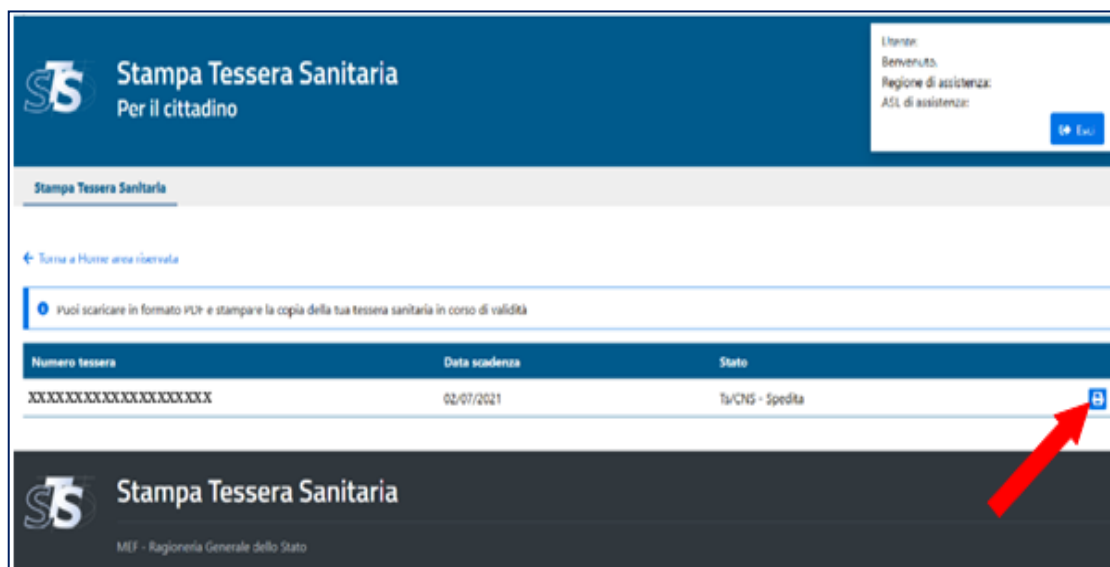 STS
Stampa Tessera Sanitaria
Per il cittadino
Utente:
Benvenuto.
Regione di assistenza:
ASL di assistenza:
Esci
Stampa Tessera Sanitaria
Torna a Home area riservata
Puoi scaricare in formato PDF e stampare la copia della tua tessera sanitaria in corso di validità
Numero tessera Data scadenza Stato
XXXXXXXXXXXXXXXXXXXX 02/07/2021 Ts/CNS - Spedita
STS
Stampa Tessera Sanitaria
MEF - Ragioneria Generale dello Stato